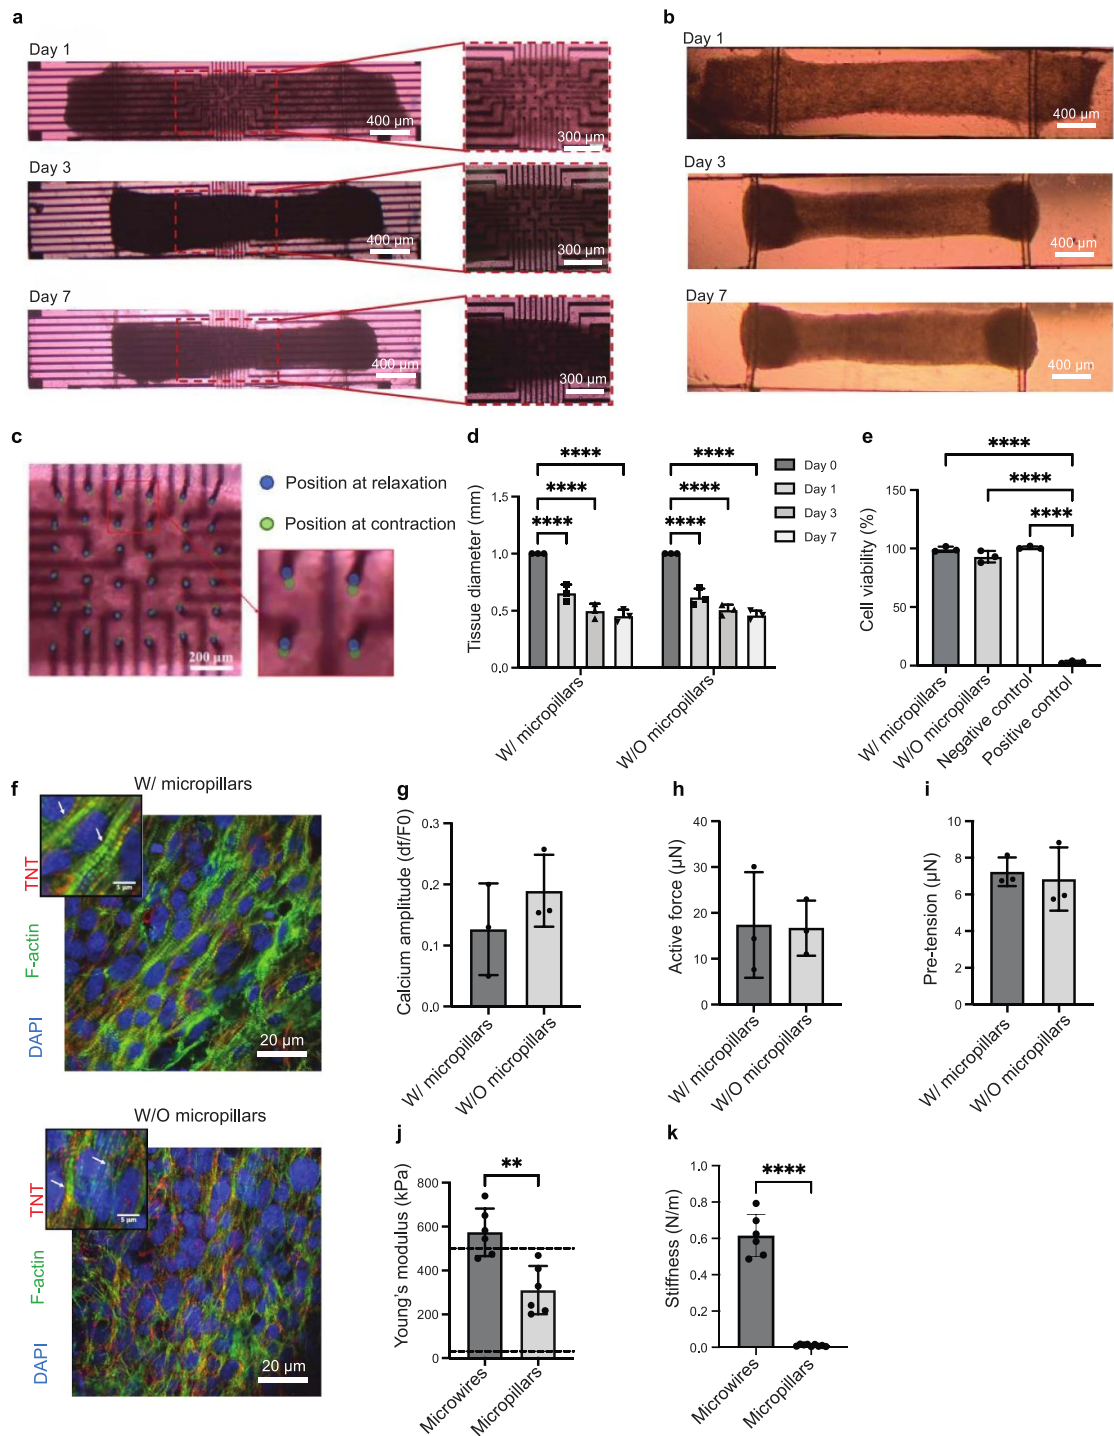 a
Day 1
400 µm
300 µm
Day 3
400 µm
300 µm
Day 7
400 µm
300 µm
b
Day 1
400 µm
Day 3
400 µm
Day 7
400 µm
c
Position at relaxation
Position at contraction
200 µm
d
Tissue diameter (mm)
1.5
1.0
0.5
0.0
****
****
****
****
****
****
W/ micropillars
W/O micropillars
Day 0
Day 1
Day 3
Day 7
e
Cell viability (%)
150
100
50
0
****
****
****
W/ micropillars
W/O micropillars
Negative control
Positive control
f
W/ micropillars
TNT
F-actin
DAPI
5 µm
20 µm
W/O micropillars
TNT
F-actin
DAPI
5 µm
20 µm
g
Calcium amplitude (df/F0)
0.3
0.2
0.1
0.0
W/ micropillars
W/O micropillars
h
Active force (µN)
40
30
20
10
0
W/ micropillars
W/O micropillars
i
Pre-tension (µN)
10
8
6
4
2
0
W/ micropillars
W/O micropillars
j
Young's modulus (kPa)
800
600
400
200
0
**
Microwires
Micropillars
k
Stiffness (N/m)
1.0
0.8
0.6
0.4
0.2
0.0
****
Microwires
Micropillars